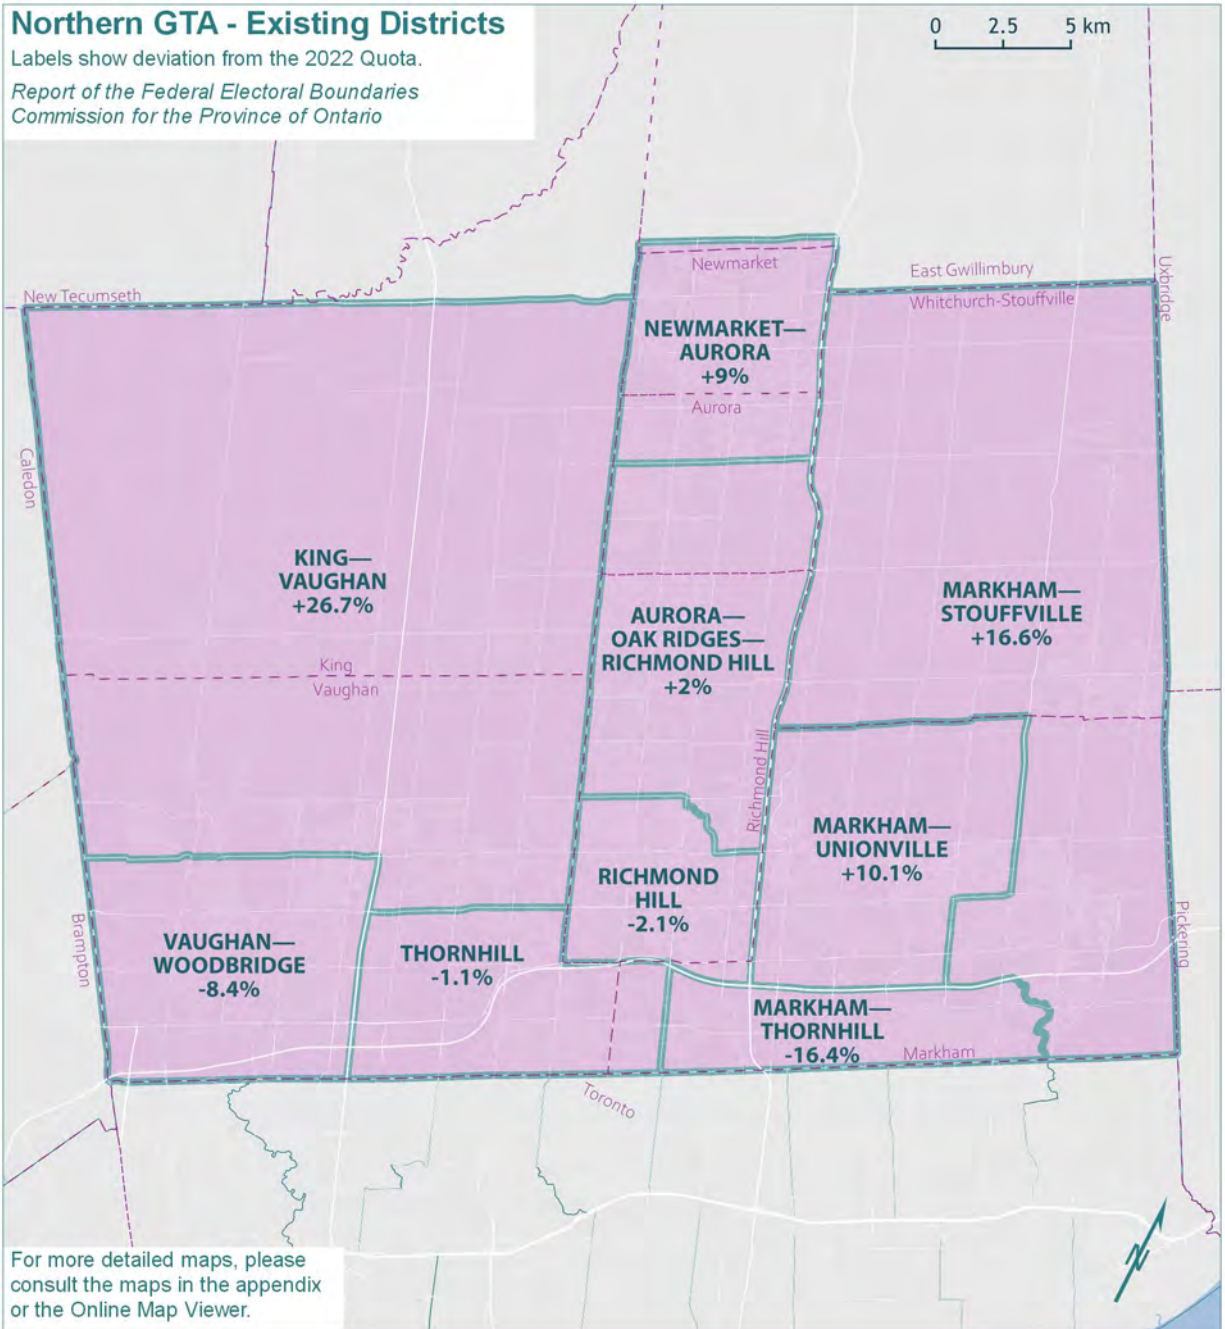 Northern GTA - Existing Districts
Labels show deviation from the 2022 Quota.
Report of the Federal Electoral Boundaries
Commission for the Province of Ontario
0 2.5 5 km
Newmarket
East Gwillimbury
Whitchurch-Stouffville
Uxbridge
New Tecumseth
NEWMARKET—
AURORA
+9%
Aurora
Caledon
KING—
VAUGHAN
+26.7%
MARKHAM—
STOUFFVILLE
+16.6%
AURORA—
OAK RIDGES—
RICHMOND HILL
+2%
King
Vaughan
Richmond Hill
MARKHAM—
UNIONVILLE
+10.1%
RICHMOND
HILL
-2.1%
Brampton
VAUGHAN—
WOODBRIDGE
-8.4%
THORNHILL
-1.1%
Pickering
MARKHAM—
THORNHILL
-16.4%
Markham
Toronto
For more detailed maps, please
consult the maps in the appendix
or the Online Map Viewer.
N